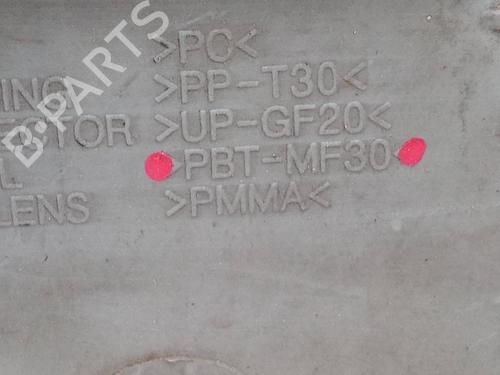 >PC<
ING >PP-T30<
ECTOR >UP-GF20<
L >PBT-MF30<
LENS >PMMA<
B-PARTS